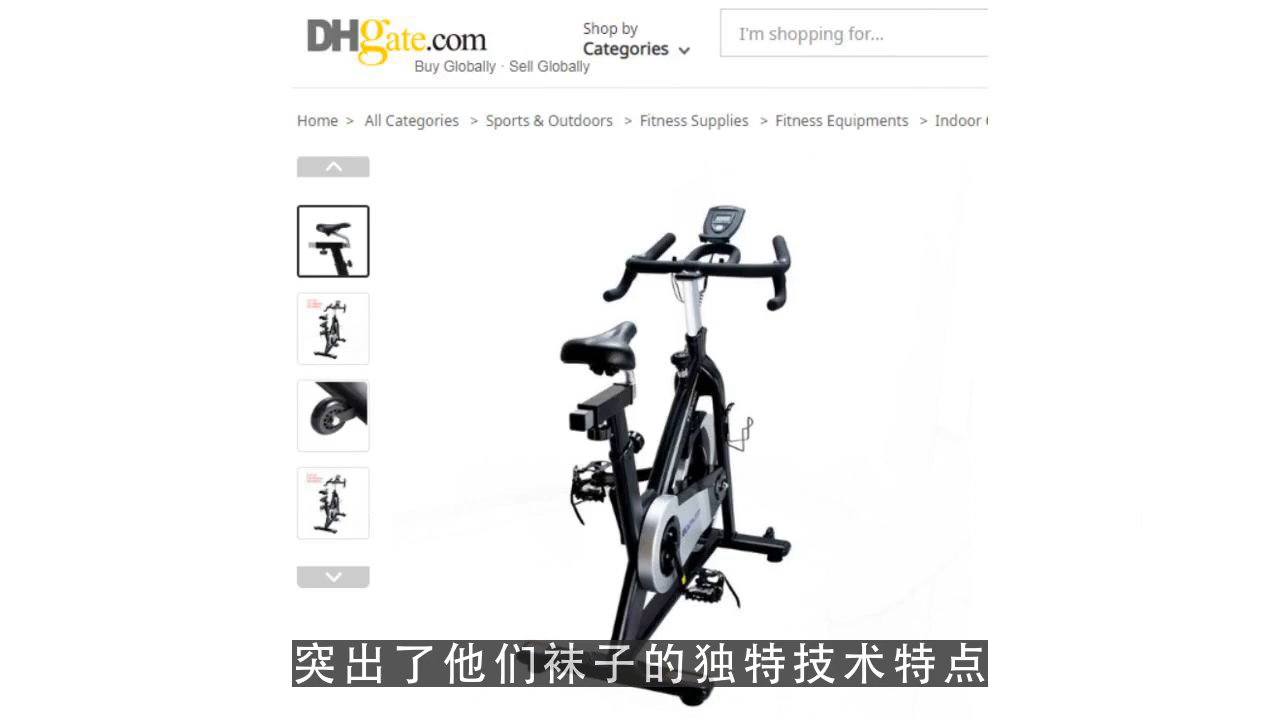 DHgate.com
Buy Globally · Sell Globally
Shop by
Categories
I'm shopping for...
Home > All Categories > Sports & Outdoors > Fitness Supplies > Fitness Equipments > Indoor
突出了他们袜子的独特技术特点